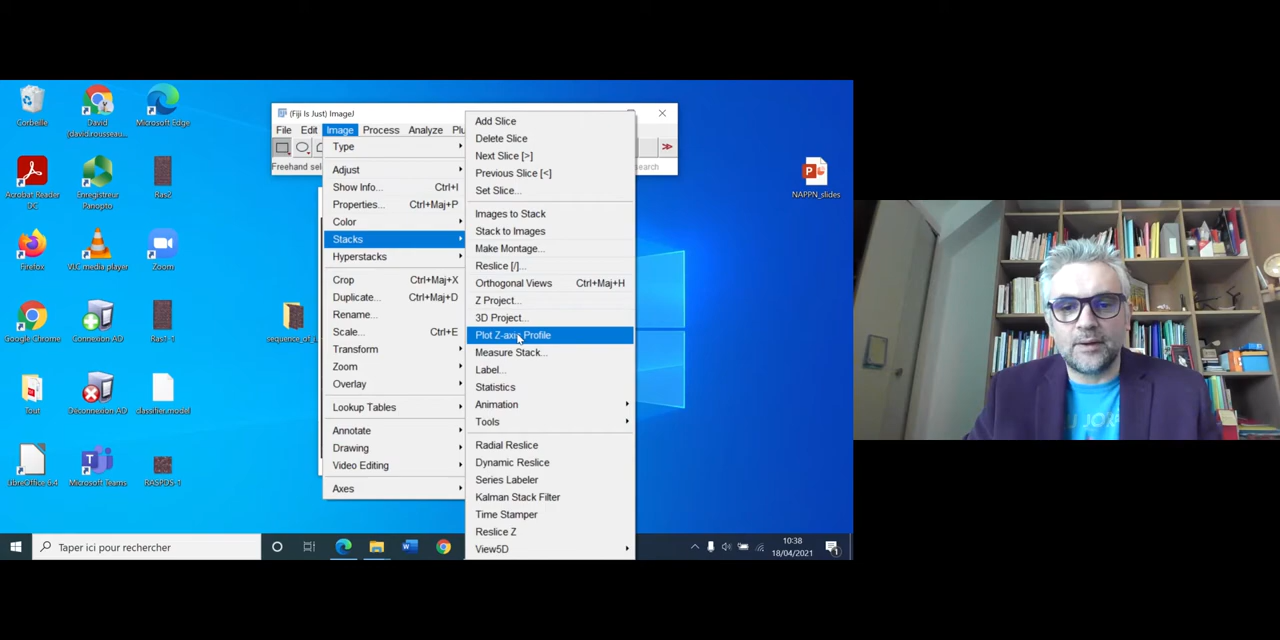 Corbeille
David
(david.rousseau...
Microsoft Edge
Acrobat Reader
DC
Enregistreur
Panopto
Ras2
Firefox
VLC media player
Zoom
Google Chrome
Connexion AD
Ras1-1
Tout
Déconnexion AD
classifier.model
LibreOffice 6.4
Microsoft Teams
RASPDS-1
NAPPN_slides
(Fiji Is Just) ImageJ
File Edit Image Process Analyze
Freehand
Type
Adjust
Show Info... Ctrl+I
Properties... Ctrl+Maj+P
Color
Stacks
Hyperstacks
Crop Ctrl+Maj+X
Duplicate... Ctrl+Maj+D
Rename...
Scale... Ctrl+E
Transform
Zoom
Overlay
Lookup Tables
Annotate
Drawing
Video Editing
Axes
Add Slice
Delete Slice
Next Slice [>]
Previous Slice [<]
Set Slice...
Images to Stack
Stack to Images
Make Montage...
Reslice [/]...
Orthogonal Views Ctrl+Maj+H
Z Project...
3D Project...
Plot Z-axis Profile
Measure Stack...
Label...
Statistics
Animation
Tools
Radial Reslice
Dynamic Reslice
Series Labeler
Kalman Stack Filter
Time Stamper
Reslice Z
View5D
Taper ici pour rechercher
10:38
18/04/2021